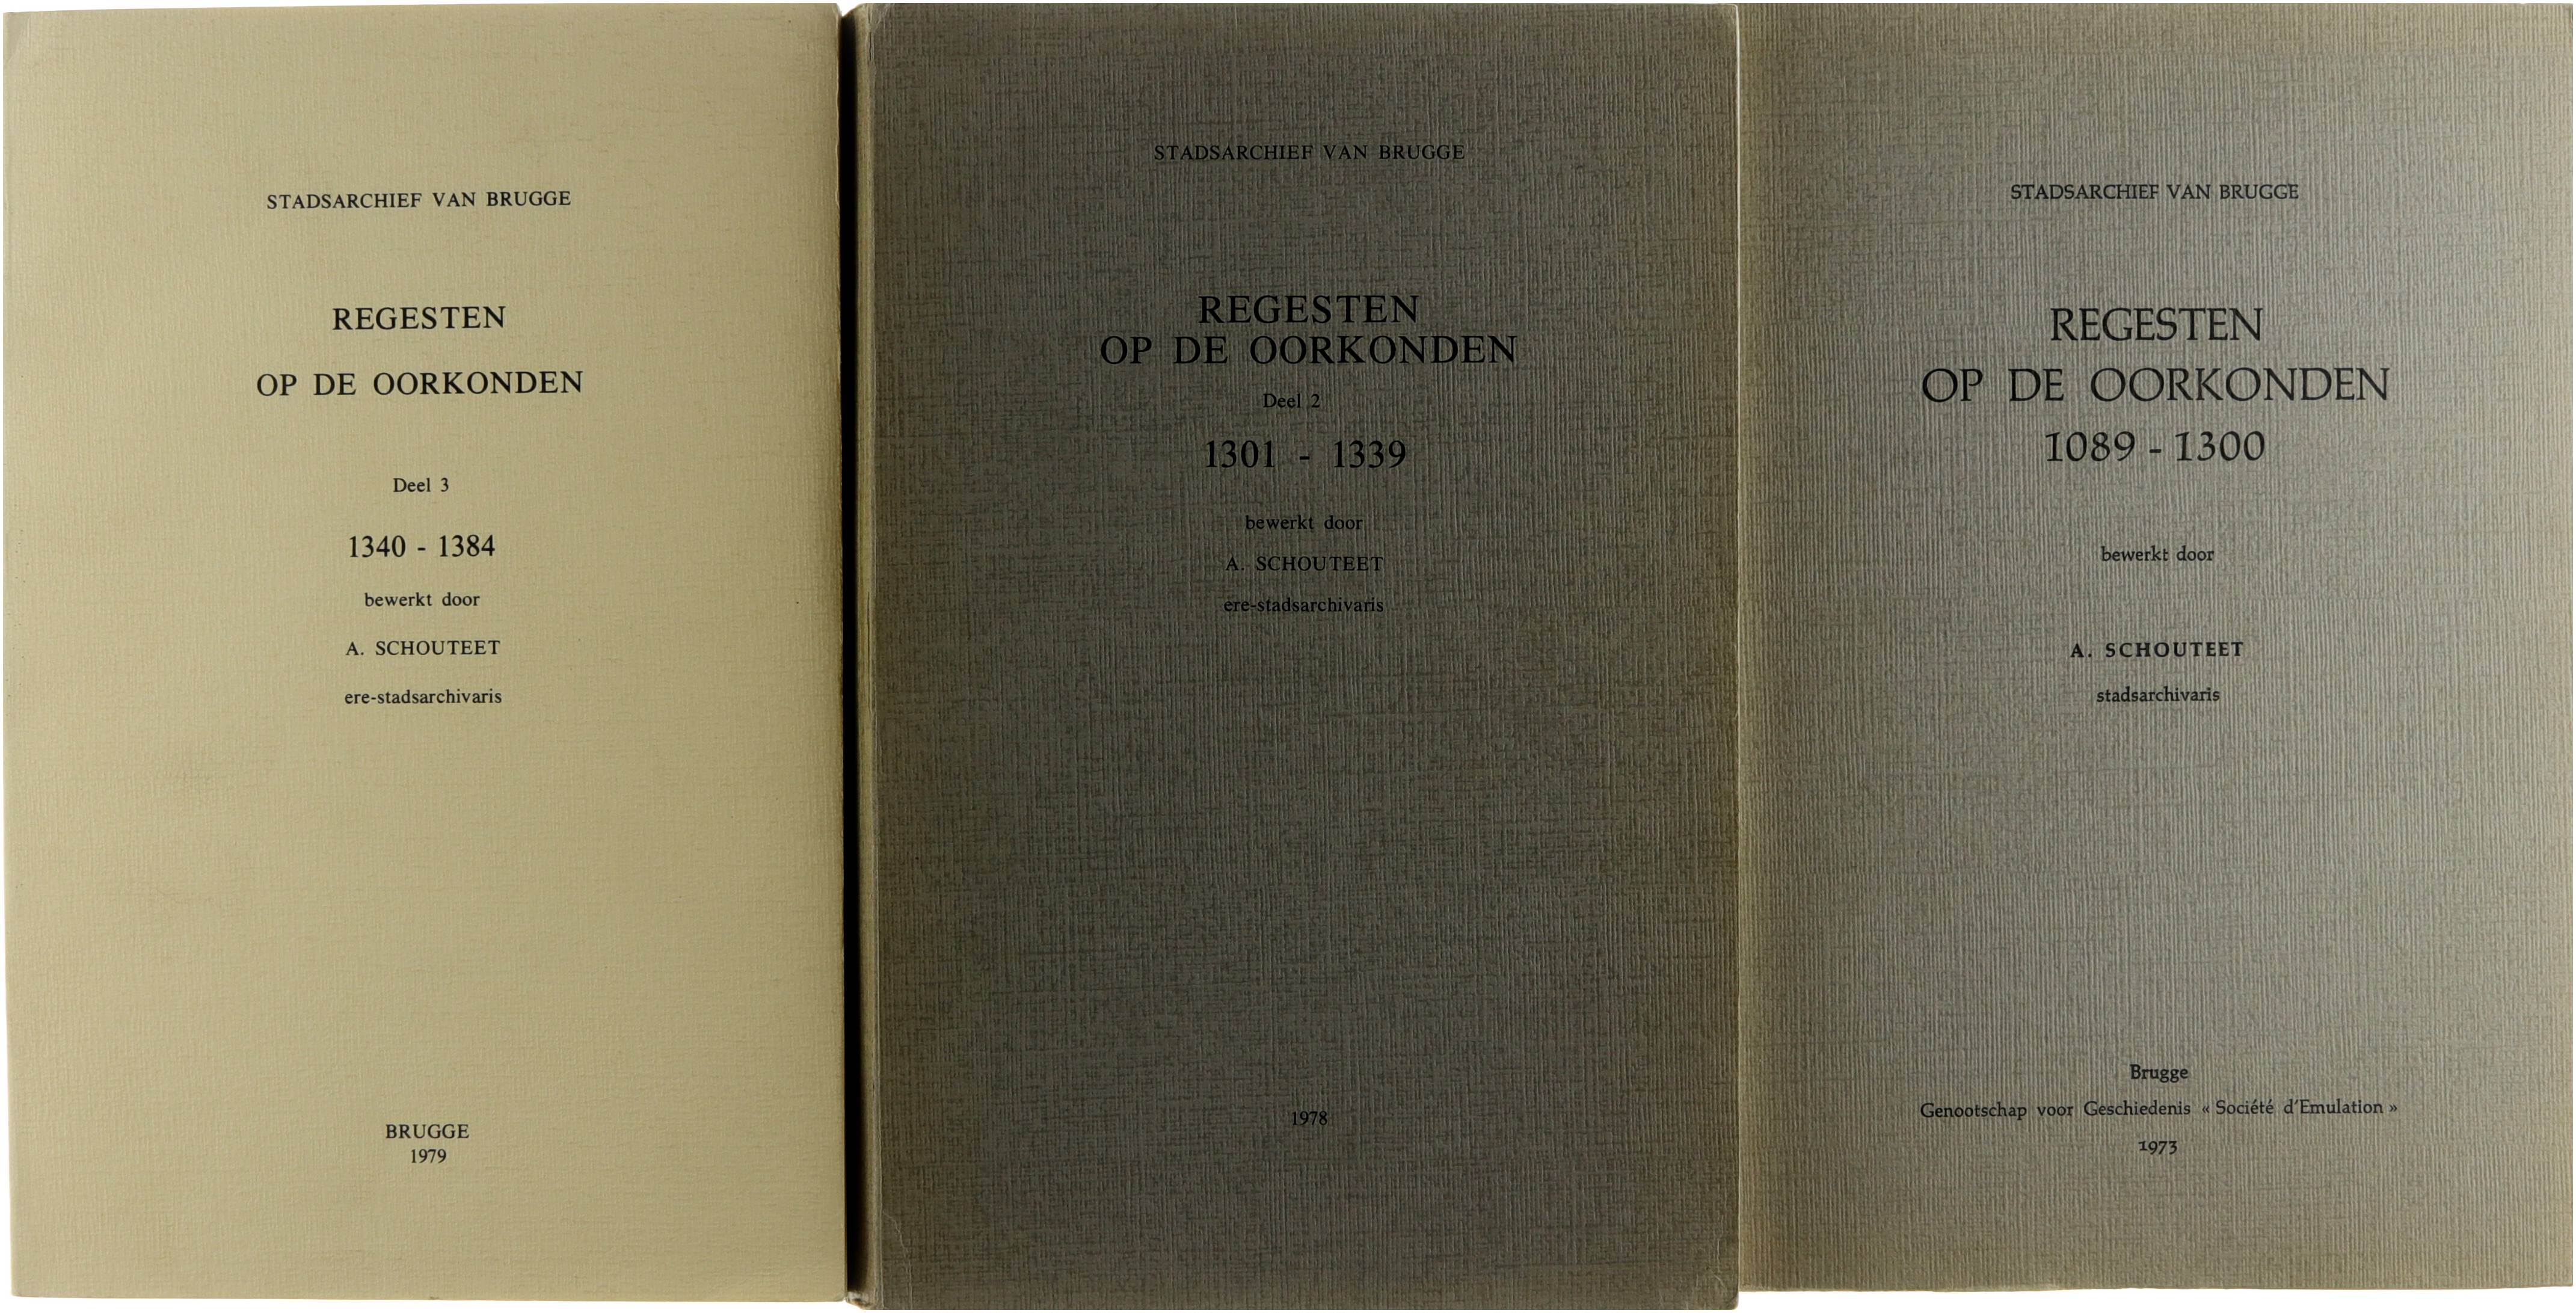 STADSARCHIEF VAN BRUGGE
REGESTEN
OP DE OORKONDEN
Deel 3
1340 - 1384
bewerkt door
A. SCHOUTEET
ere-stadsarchivaris
BRUGGE
1979
STADSARCHIEF VAN BRUGGE
REGESTEN
OP DE OORKONDEN
Deel 2
1301 - 1339
bewerkt door
A. SCHOUTEET
ere-stadsarchivaris
1978
STADSARCHIEF VAN BRUGGE
REGESTEN
OP DE OORKONDEN
1089 - 1300
bewerkt door
A. SCHOUTEET
stadsarchivaris
Brugge
Genootschap voor Geschiedenis « Société d'Emulation »
1973